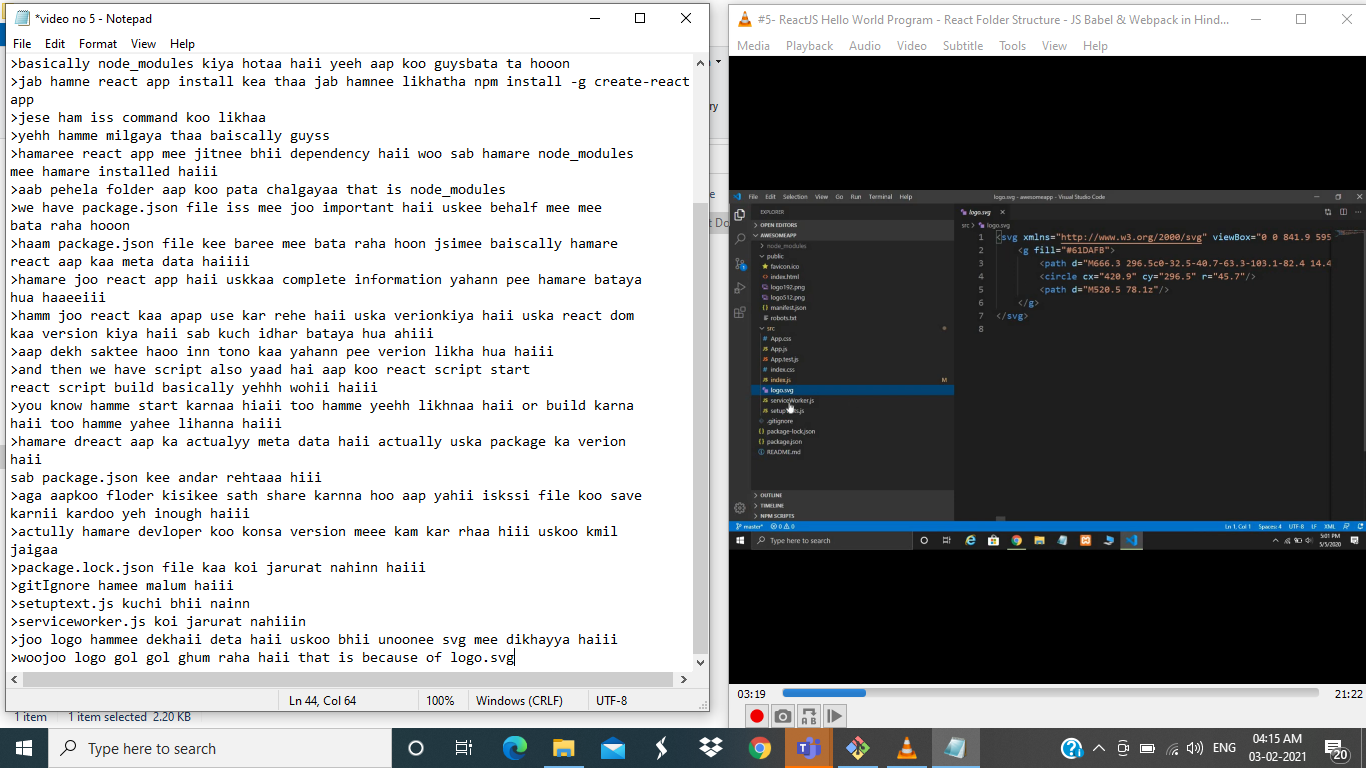 *video no 5 - Notepad
File Edit Format View Help
>basically node_modules kiya hotaa haii yeeh aap koo guysbata ta hooon
>jab hamne react app install kea thaa jab hamnee likhatha npm install -g create-react
app
>jese ham iss command koo likhaa
>yehh hamme milgaya thaa baiscally guyss
>hamaree react app mee jitnee bhii dependency haii woo sab hamare node_modules
mee hamare installed haiii
>aab pehela folder aap koo pata chalgayaa that is node_modules
>we have package.json file iss mee joo important haii uskee behalf mee mee
bata raha hooon
>haam package.json file kee baree mee bata raha hoon jsimee baiscally hamare
react aap kaa meta data haiiii
>hamare joo react app haii uskkaa complete information yahann pee hamare bataya
hua haaeeiii
>hamm joo react kaa apap use kar rehe haii uska verionkiya haii uska react dom
kaa version kiya haii sab kuch idhar bataya hua ahiii
>aap dekh saktee haoo inn tono kaa yahann pee verion likha hua haiii
>and then we have script also yaad hai aap koo react script start
react script build basically yehhh wohii haiii
>you know hamme start karnaa hiaii too hamme yeehh likhnaa haii or build karna
haii too hamme yahee lihanna haiii
>hamare dreact aap ka actualyy meta data haii actually uska package ka verion
haii
sab package.json kee andar rehtaaa hiii
>aga aapkoo floder kisikee sath share karnna hoo aap yahii iskssi file koo save
karnii kardoo yeh inough haiii
>actully hamare devloper koo konsa version meee kam kar rhaa hiii uskoo kmil
jaigaa
>package.lock.json file kaa koi jarurat nahinn haiii
>gitIgnore hamee malum haiii
>setuptext.js kuchi bhii nainn
>serviceworker.js koi jarurat nahiiin
>joo logo hammee dekhaii deta haii uskoo bhii unoonee svg mee dikhayya haiii
>woojoo logo gol gol ghum raha haii that is because of logo.svg
Ln 44, Col 64 100% Windows (CRLF) UTF-8
1 item 1 item selected 2.20 KB
#5- ReactJS Hello World Program - React Folder Structure - JS Babel & Webpack in Hind...
Media Playback Audio Video Subtitle Tools View Help
File Edit Selection View Go Run Terminal Help
logo.svg - awesomeapp - Visual Studio Code
EXPLORER
OPEN EDITORS
AWESOMEAPP
node_modules
public
favicon.ico
index.html
logo192.png
logo512.png
manifest.json
robots.txt
src
App.css
App.js
App.test.js
index.css
index.js M
logo.svg
serviceWorker.js
.gitignore
package-lock.json
package.json
README.md
OUTLINE
TIMELINE
NPM SCRIPTS
logo.svg
src > logo.svg
1 <svg xmlns="http://www.w3.org/2000/svg" viewBox="0 0 841.9 595
2 <g fill="#61DAFB">
3 <path d="M666.3 296.5c0-32.5-40.7-63.3-103.1-82.4 14.4
4 <circle cx="420.9" cy="296.5" r="45.7"/>
5 <path d="M520.5 78.1z"/>
6 </g>
7 </svg>
8
master* 0 0
Ln 1, Col 1 Spaces: 4 UTF-8 LF XML
Type here to search
5:01 PM
5/5/2020
03:19 21:22
Type here to search
ENG
04:15 AM
03-02-2021
20